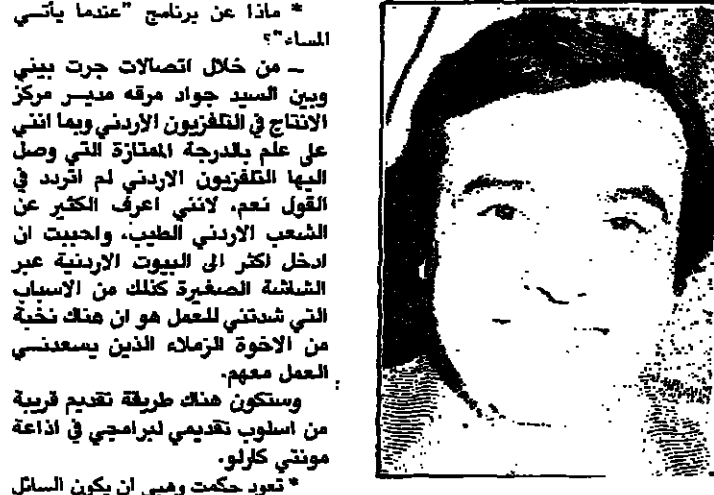 * ماذا عن برنامج "عندما يأتي
المساء"؟
ـ من خلال اتصالات جرت بيني
وبين السيد جواد مرقه مدير مركز
الانتاج في التلفزيون الاردني وبما انني
على علم بالدرجة الممتازة التي وصل
اليها التلفزيون الاردني لم اتردد في
القول نعم، لانني اعرف الكثير عن
الشعب الاردني الطيب، واحببت ان
ادخل اكثر الى البيوت الاردنية عبر
الشاشة الصغيرة كذلك من الاسباب
التي شدتني للعمل هو ان هناك نخبة
من الاخوة الزملاء الذين يسعدني
العمل معهم.
وستكون هناك طريقة تقديم قريبة
من اسلوب تقديمي لبرامجي في اذاعة
مونتي كارلو.
* تعود حكمت وهبي ان يكون السائل